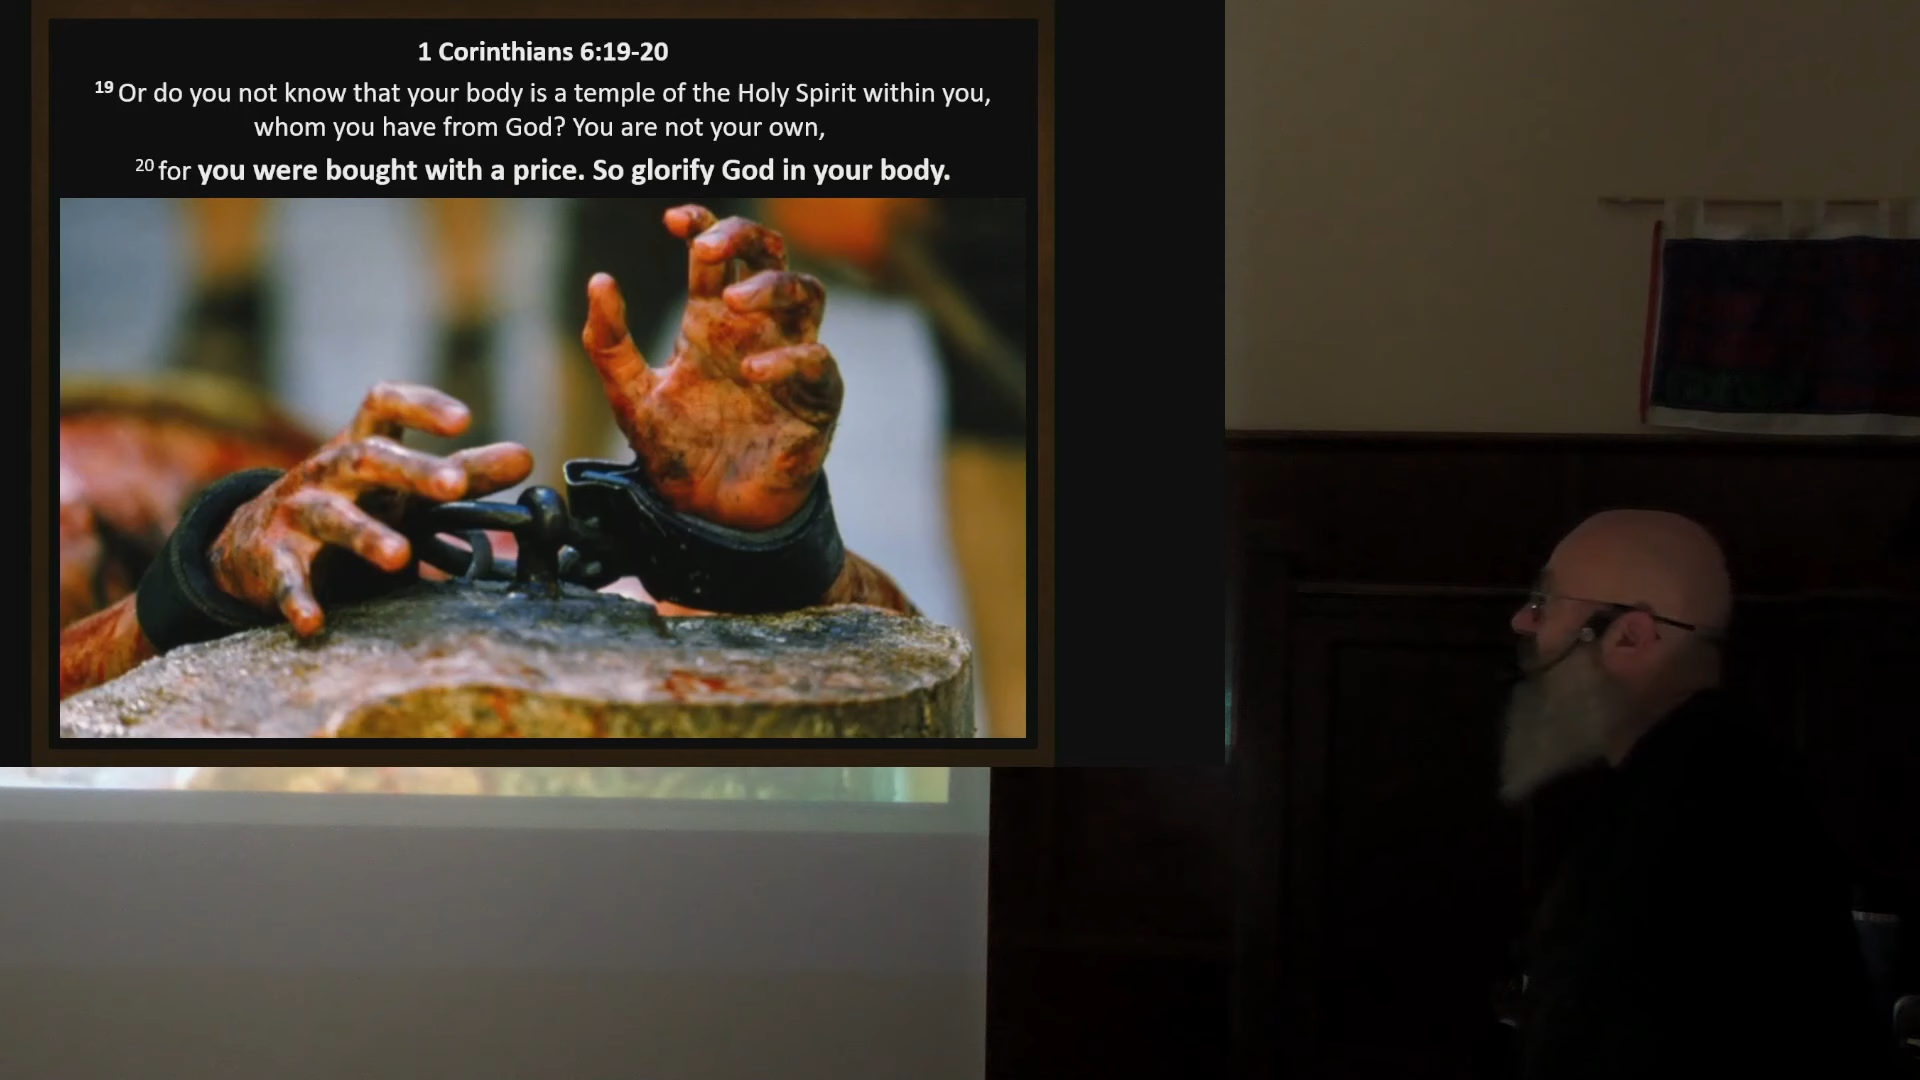 1 Corinthians 6:19-20
19 Or do you not know that your body is a temple of the Holy Spirit within you,
whom you have from God? You are not your own,
20 for you were bought with a price. So glorify God in your body.